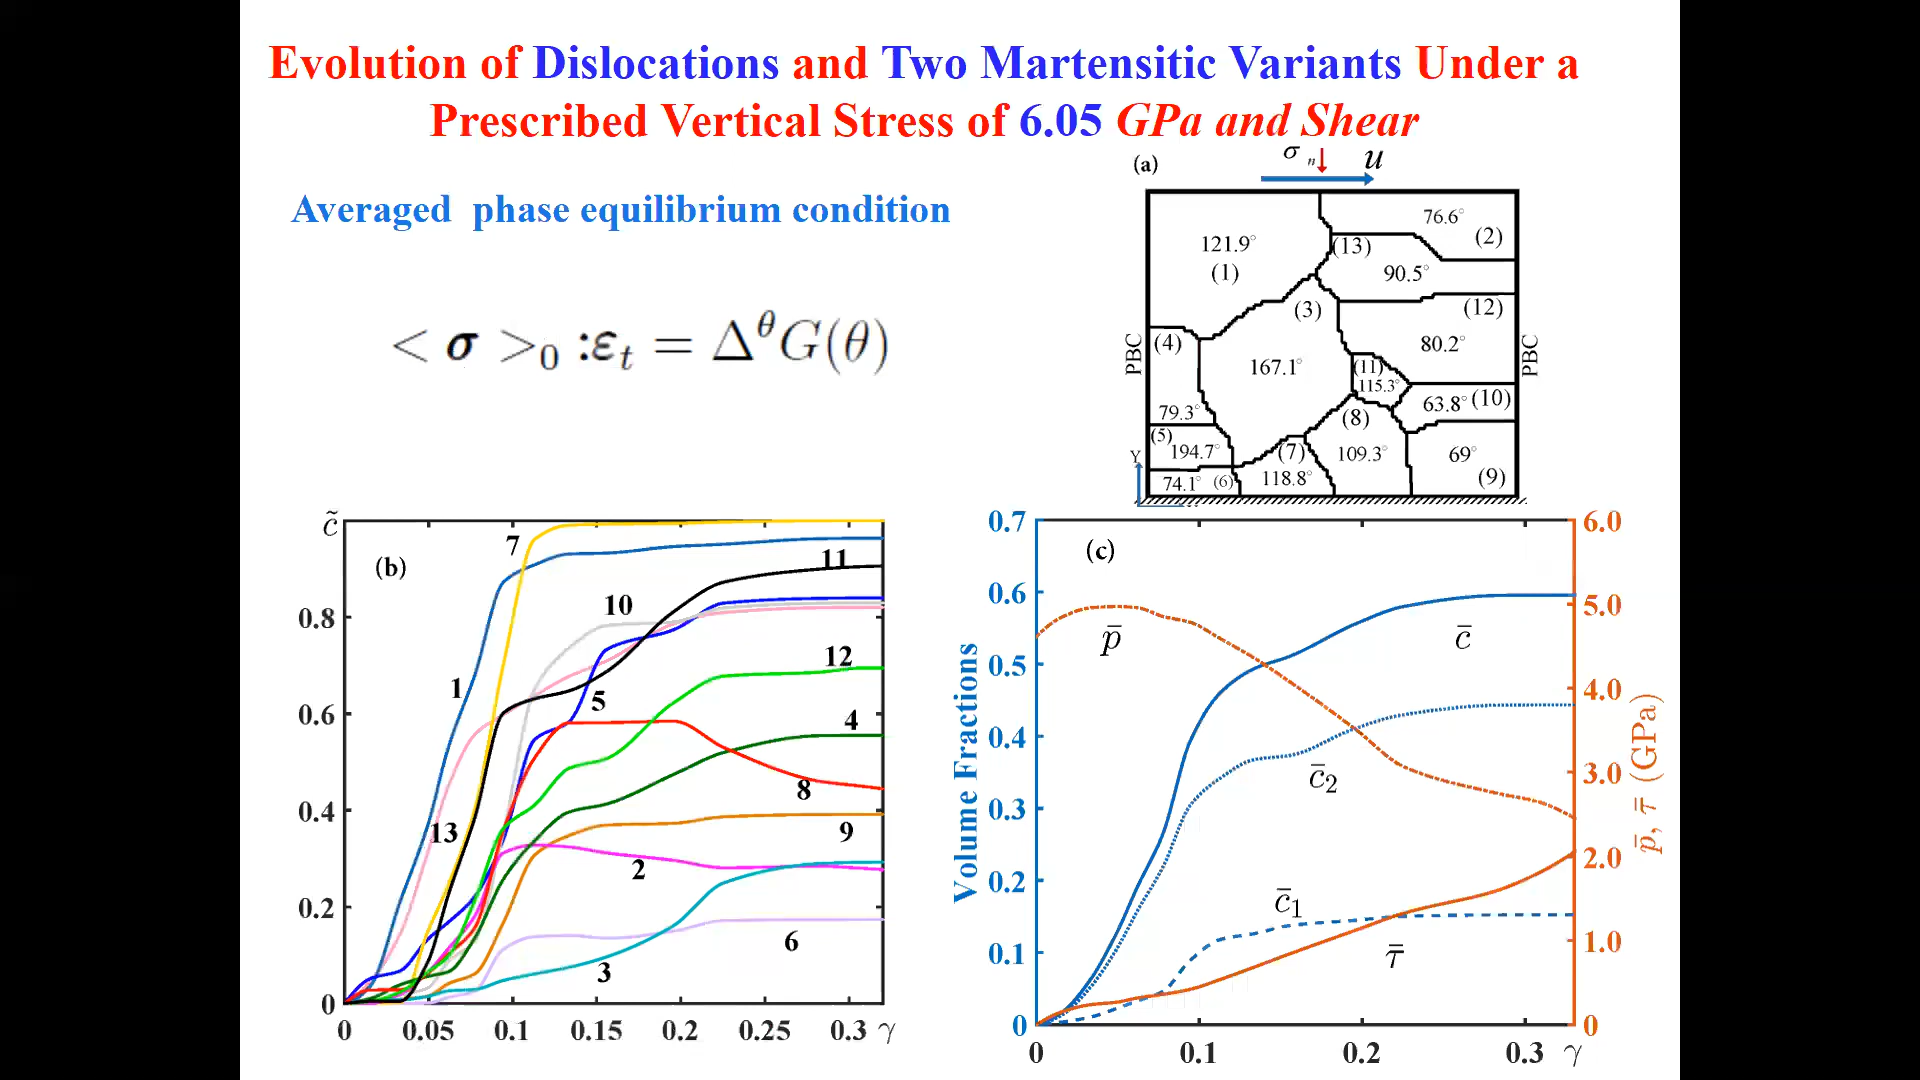 Evolution of Dislocations and Two Martensitic Variants Under a
Prescribed Vertical Stress of 6.05 GPa and Shear
Averaged phase equilibrium condition
< σ >₀ :εₜ = Δ^θ G(θ)
(a)
σ n u
76.6°
(2)
121.9°
(1)
(13)
90.5°
(3)
(12)
PBC
(4)
80.2°
PBC
167.1°
(11)
115.3°
79.3°
(8)
63.8° (10)
(5)
194.7°
Y
(7)
109.3°
69°
(9)
74.1° (6)
118.8°
c̃
(b)
7
11
0.8
10
12
1
5
0.6
4
8
0.4
13
9
2
0.2
6
3
0
0 0.05 0.1 0.15 0.2 0.25 0.3 γ
(c)
0.7
0.6
0.5
0.4
0.3
0.2
0.1
0
Volume Fractions
p̄
c̄
c̄₂
c̄₁
τ̄
6.0
5.0
4.0
3.0
2.0
1.0
0
p̄, τ̄ (GPa)
0 0.1 0.2 0.3 γ